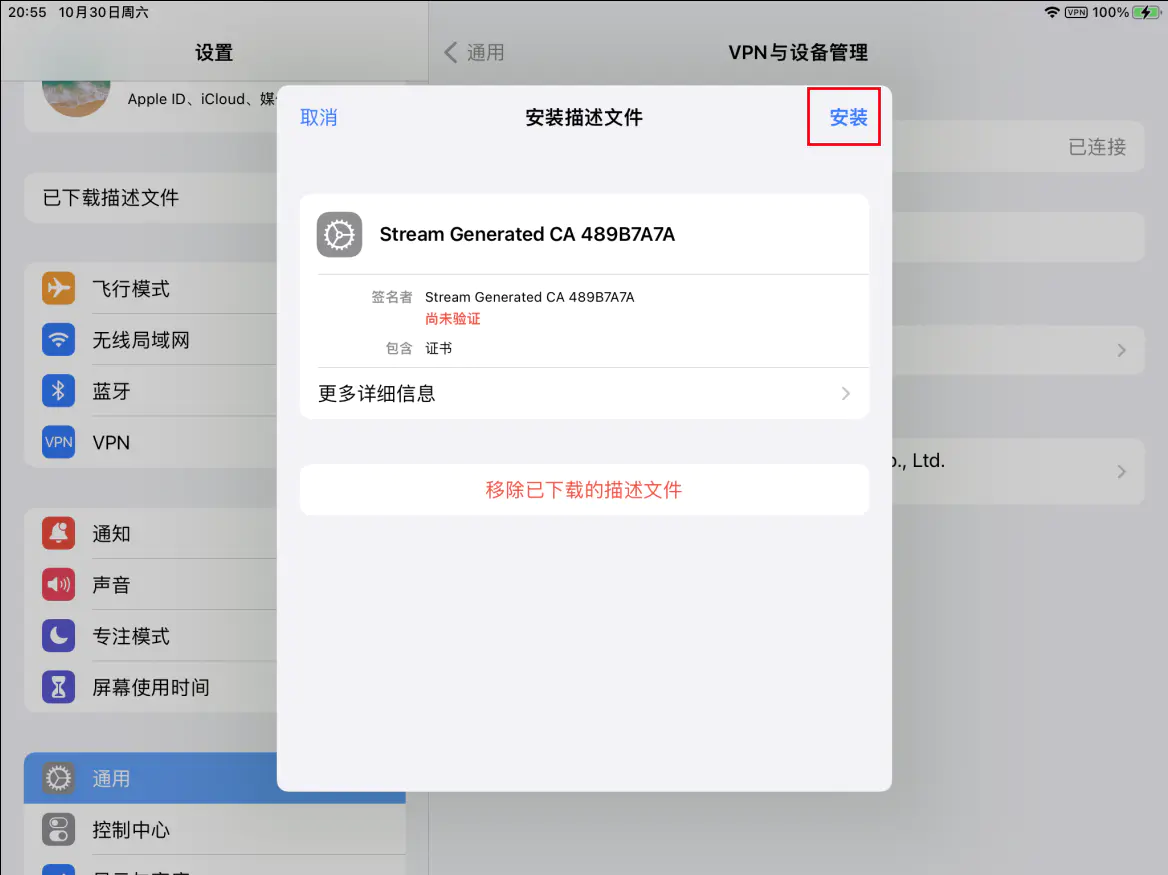 20:55 10月30日周六
VPN 100%
设置
通用
VPN与设备管理
Apple ID、iCloud、媒
取消
安装描述文件
安装
已连接
已下载描述文件
Stream Generated CA 489B7A7A
签名者 Stream Generated CA 489B7A7A
尚未验证
包含 证书
更多详细信息
移除已下载的描述文件
., Ltd.
飞行模式
无线局域网
蓝牙
VPN VPN
通知
声音
专注模式
屏幕使用时间
通用
控制中心